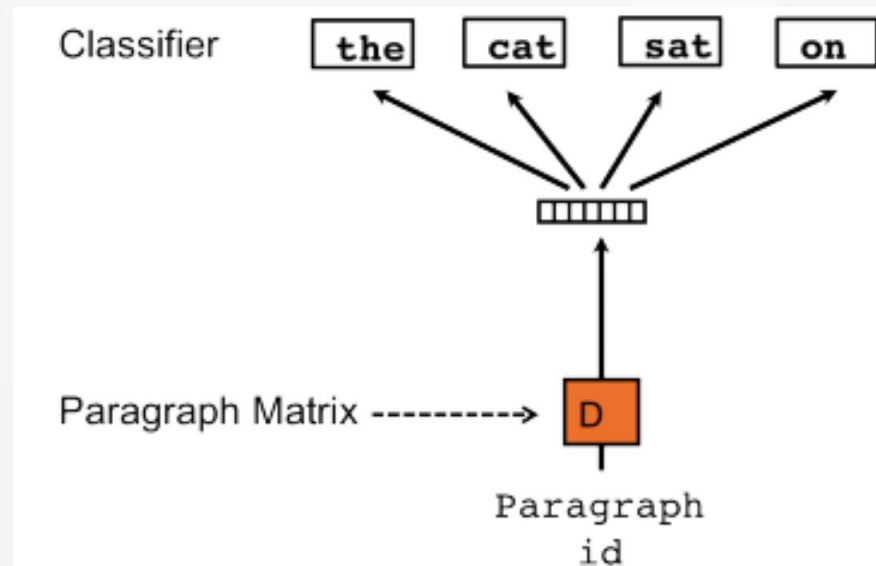 Classifier the cat sat on
Paragraph Matrix D
Paragraph
id